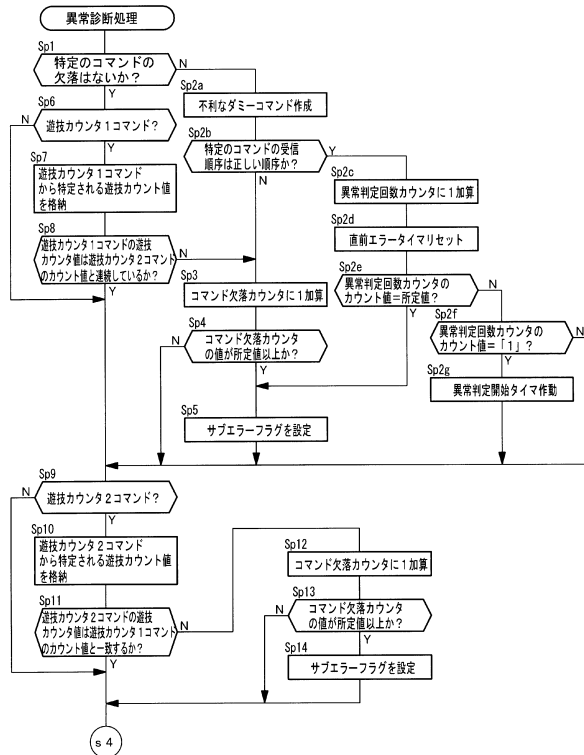 異常診断処理
Sp1
特定のコマンドの
欠落はないか？
N
Y
Sp2a
不利なダミーコマンド作成
Sp6
N
遊技カウンタ１コマンド？
Y
Sp2b
特定のコマンドの受信
順序は正しい順序か？
Y
N
Sp7
遊技カウンタ１コマンド
から特定される遊技カウント値
を格納
Sp2c
異常判定回数カウンタに１加算
Sp2d
直前エラータイマリセット
Sp8
遊技カウンタ１コマンドの遊技
カウンタ値は遊技カウンタ２コマンド
のカウント値と連続しているか？
N
Y
Sp2e
異常判定回数カウンタの
カウント値＝所定値？
N
Y
Sp3
コマンド欠落カウンタに１加算
Sp4
N
コマンド欠落カウンタ
の値が所定値以上か？
Y
Sp2f
異常判定回数カウンタの
カウント値＝「１」？
N
Y
Sp2g
異常判定開始タイマ作動
Sp5
サブエラーフラグを設定
Sp9
N
遊技カウンタ２コマンド？
Y
Sp10
遊技カウンタ２コマンド
から特定される遊技カウント値
を格納
Sp11
遊技カウンタ２コマンドの遊技
カウンタ値は遊技カウンタ１コマンド
のカウント値と一致するか？
N
Y
Sp12
コマンド欠落カウンタに１加算
Sp13
N
コマンド欠落カウンタ
の値が所定値以上か？
Y
Sp14
サブエラーフラグを設定
ｓ４